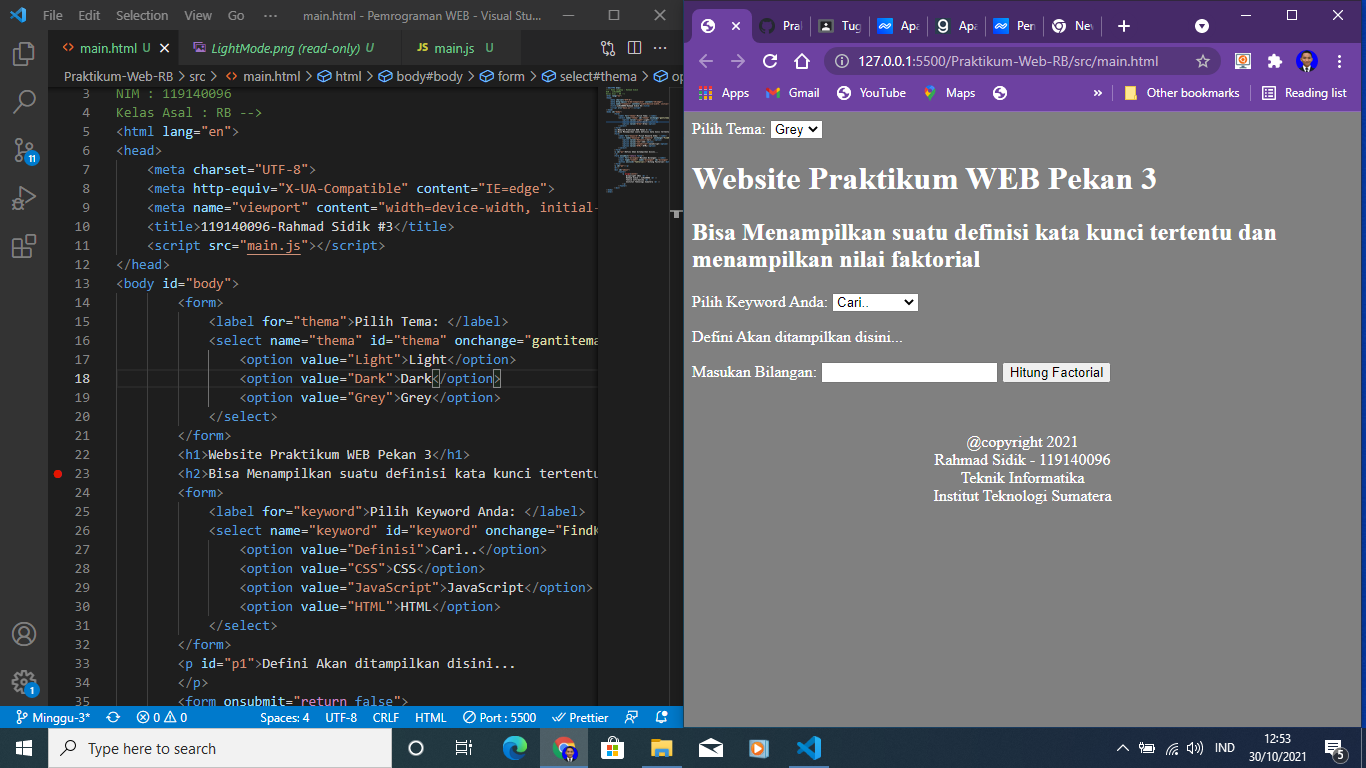 File Edit Selection View Go ··· main.html - Pemrograman WEB - Visual Stu...
main.html U LightMode.png (read-only) U JS main.js U
Praktikum-Web-RB > src > main.html > html > body#body > form > select#thema > op
3 NIM : 119140096
4 Kelas Asal : RB -->
5 <html lang="en">
6 <head>
7 <meta charset="UTF-8">
8 <meta http-equiv="X-UA-Compatible" content="IE=edge">
9 <meta name="viewport" content="width=device-width, initial-
10 <title>119140096-Rahmad Sidik #3</title>
11 <script src="main.js"></script>
12 </head>
13 <body id="body">
14 <form>
15 <label for="thema">Pilih Tema: </label>
16 <select name="thema" id="thema" onchange="gantitema
17 <option value="Light">Light</option>
18 <option value="Dark">Dark</option>
19 <option value="Grey">Grey</option>
20 </select>
21 </form>
22 <h1>Website Praktikum WEB Pekan 3</h1>
23 <h2>Bisa Menampilkan suatu definisi kata kunci tertentu
24 <form>
25 <label for="keyword">Pilih Keyword Anda: </label>
26 <select name="keyword" id="keyword" onchange="FindK
27 <option value="Definisi">Cari..</option>
28 <option value="CSS">CSS</option>
29 <option value="JavaScript">JavaScript</option>
30 <option value="HTML">HTML</option>
31 </select>
32 </form>
33 <p id="p1">Defini Akan ditampilkan disini...
34 </p>
35 <form onsubmit="return false">
11
1
Minggu-3* 0 0 Spaces: 4 UTF-8 CRLF HTML Port : 5500 Prettier
Pra Tug Apa Apa Per Nev
127.0.0.1:5500/Praktikum-Web-RB/src/main.html
Apps Gmail YouTube Maps » Other bookmarks Reading list
Pilih Tema: Grey
Website Praktikum WEB Pekan 3
Bisa Menampilkan suatu definisi kata kunci tertentu dan
menampilkan nilai faktorial
Pilih Keyword Anda: Cari..
Defini Akan ditampilkan disini...
Masukan Bilangan: Hitung Factorial
@copyright 2021
Rahmad Sidik - 119140096
Teknik Informatika
Institut Teknologi Sumatera
Type here to search
IND 12:53
30/10/2021 5